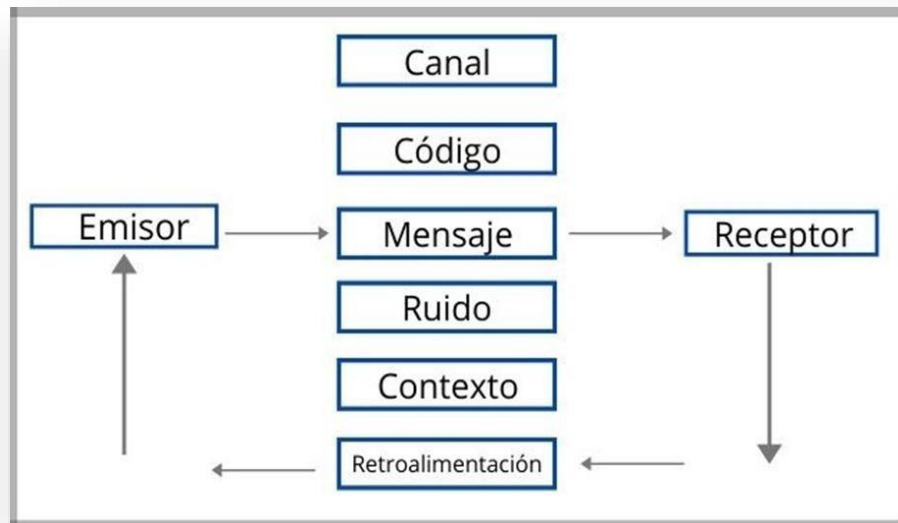 Canal
Código
Emisor
Mensaje
Receptor
Ruido
Contexto
Retroalimentación